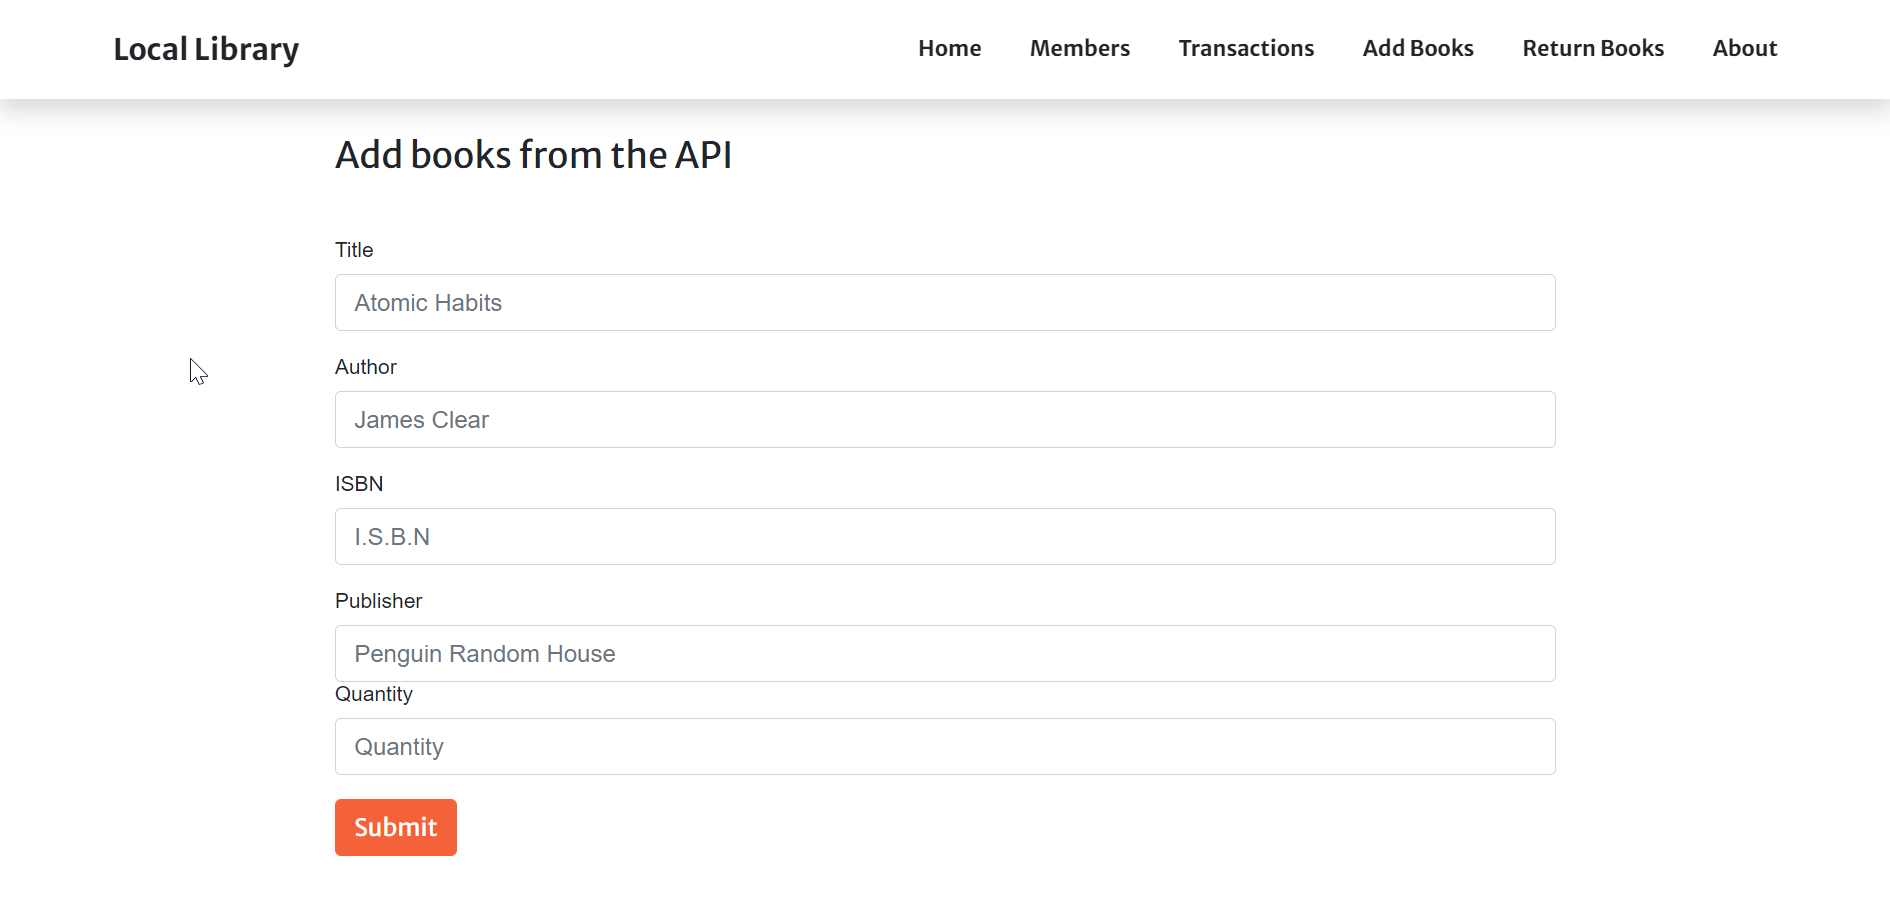 Local Library Home Members Transactions Add Books Return Books About
Add books from the API
Title
Atomic Habits
Author
James Clear
ISBN
I.S.B.N
Publisher
Penguin Random House
Quantity
Quantity
Submit